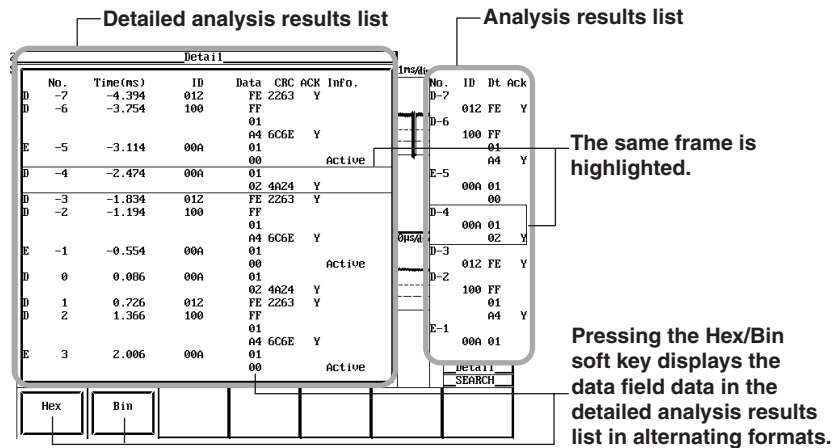 Detailed analysis results list
Analysis results list
Detail
No. Time(ms) ID Data CRC ACK Info.
D -7 -4.394 012 FE 2263 Y
D -6 -3.754 100 FF
01
A4 6C6E Y
E -5 -3.114 00A 01
00 Active
D -4 -2.474 00A 01
02 4A24 Y
D -3 -1.834 012 FE 2263 Y
D -2 -1.194 100 FF
01
A4 6C6E Y
E -1 -0.554 00A 01
00 Active
D 0 0.086 00A 01
02 4A24 Y
D 1 0.726 012 FE 2263 Y
D 2 1.366 100 FF
01
A4 6C6E Y
E 3 2.006 00A 01
00 Active
No. ID Dt Ack
D-7
012 FE Y
D-6
100 FF
01
A4 Y
E-5
00A 01
00
D-4
00A 01
02 Y
D-3
012 FE Y
D-2
100 FF
01
A4 Y
E-1
00A 01
Detail
SEARCH
The same frame is
highlighted.
Pressing the Hex/Bin
soft key displays the
data field data in the
detailed analysis results
list in alternating formats.
Hex
Bin